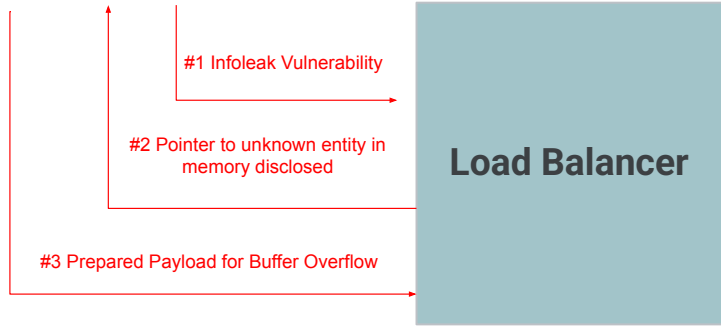 #1 Infoleak Vulnerability
#2 Pointer to unknown entity in
memory disclosed
Load Balancer
#3 Prepared Payload for Buffer Overflow